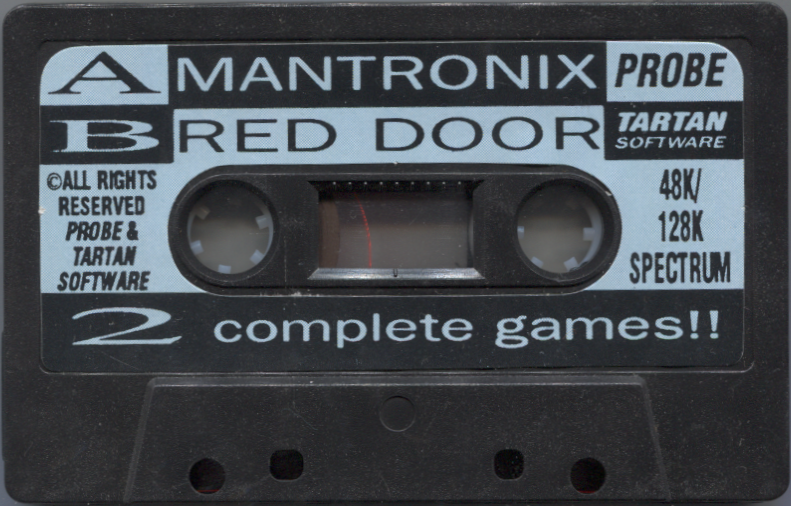 A MANTRONIX PROBE
B RED DOOR TARTAN
SOFTWARE
©ALL RIGHTS
RESERVED
PROBE &
TARTAN
SOFTWARE
48K/
128K
SPECTRUM
2 complete games!!